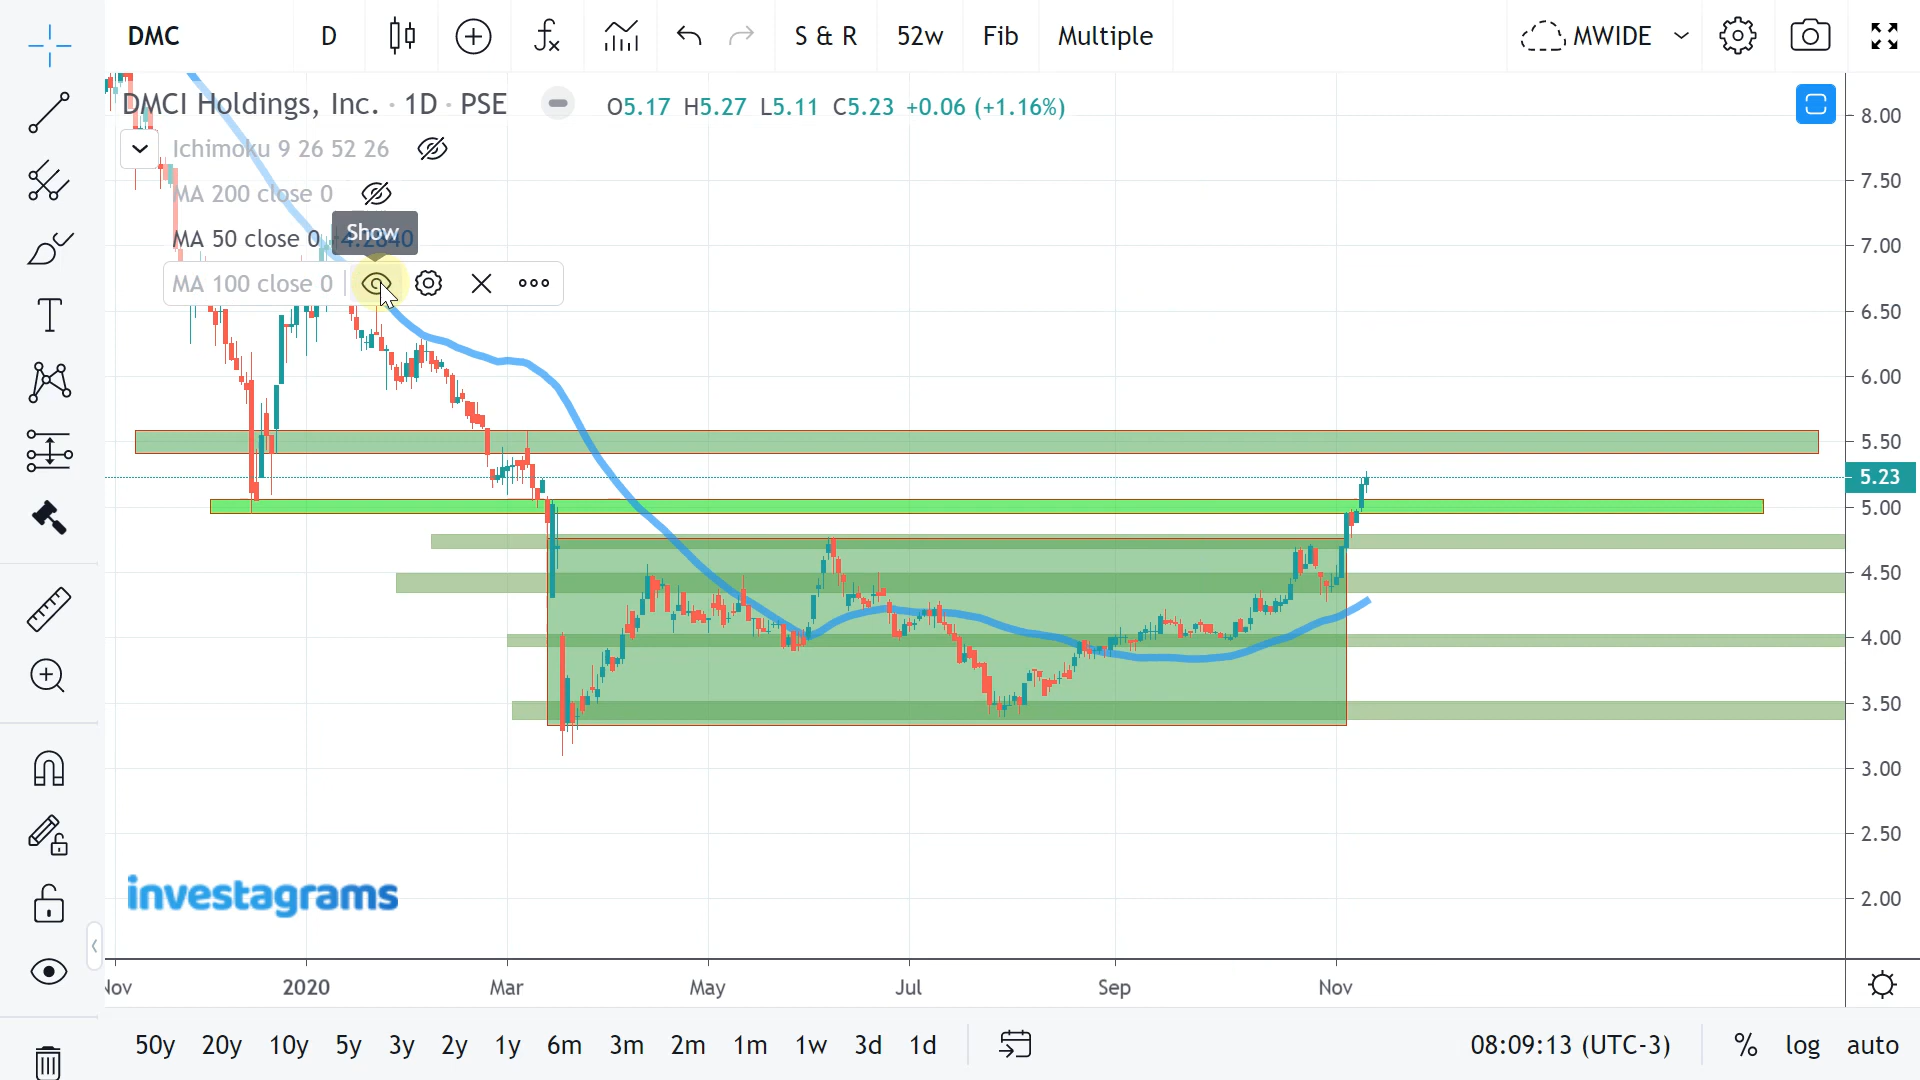 DMC D S & R 52w Fib Multiple MWIDE
DMCI Holdings, Inc. · 1D · PSE O5.17 H5.27 L5.11 C5.23 +0.06 (+1.16%)
Ichimoku 9 26 52 26
MA 200 close 0
Show
MA 50 close 0 4.2840
MA 100 close 0
8.00
7.50
7.00
6.50
6.00
5.50
5.23
5.00
4.50
4.00
3.50
3.00
2.50
2.00
investagrams
Nov 2020 Mar May Jul Sep Nov
50y 20y 10y 5y 3y 2y 1y 6m 3m 2m 1m 1w 3d 1d 08:09:13 (UTC-3) % log auto